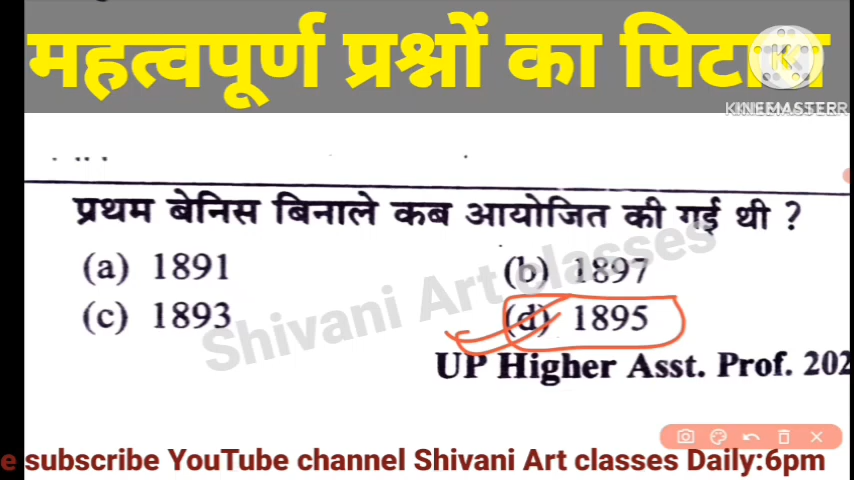 महत्वपूर्ण प्रश्नों का
KINEMASTER
प्रथम बेनिस बिनाले कब आयोजित की गई थी ?
(a) 1891
(b) 1897
(c) 1893
(d) 1895
Shivani Art classes
UP Higher Asst. Prof. 202
e subscribe YouTube channel Shivani Art classes Daily:6pm